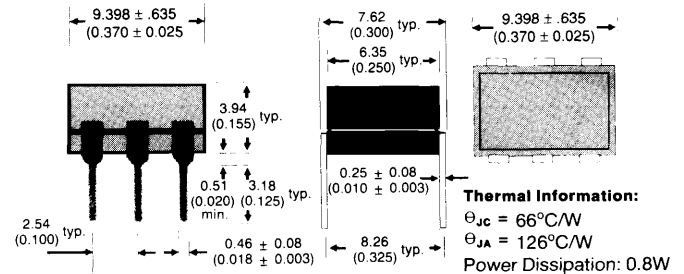 9.398 ± .635
(0.370 ± 0.025
7.62
(0.300) typ.
6.35
(0.250) typ.
9.398 ± .635
(0.370 ± 0.025)
3.94
(0.155) typ.
0.51
(0.020)
min.
3.18
(0.125) typ.
0.25 ± 0.08
(0.010 ± 0.003)
2.54
(0.100) typ.
0.46 ± 0.08
(0.018 ± 0.003)
8.26
(0.325) typ.
Thermal Information:
ΘJC = 66°C/W
ΘJA = 126°C/W
Power Dissipation: 0.8W